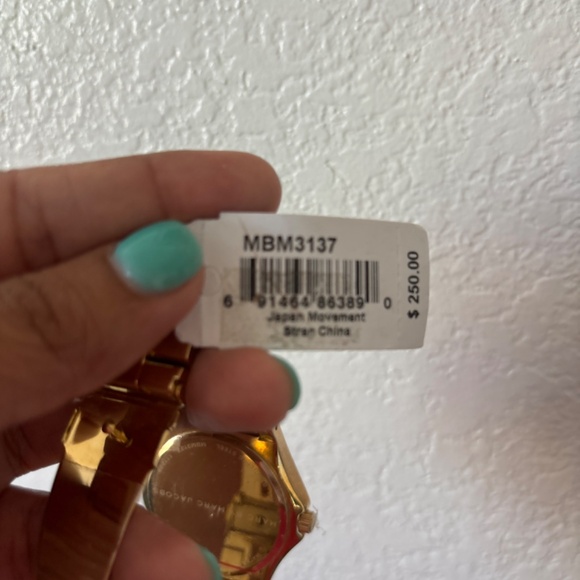 MBM3137
6 91464 86389 0
Japan Movement
Strap China
$ 250.00
MARC JACOBS